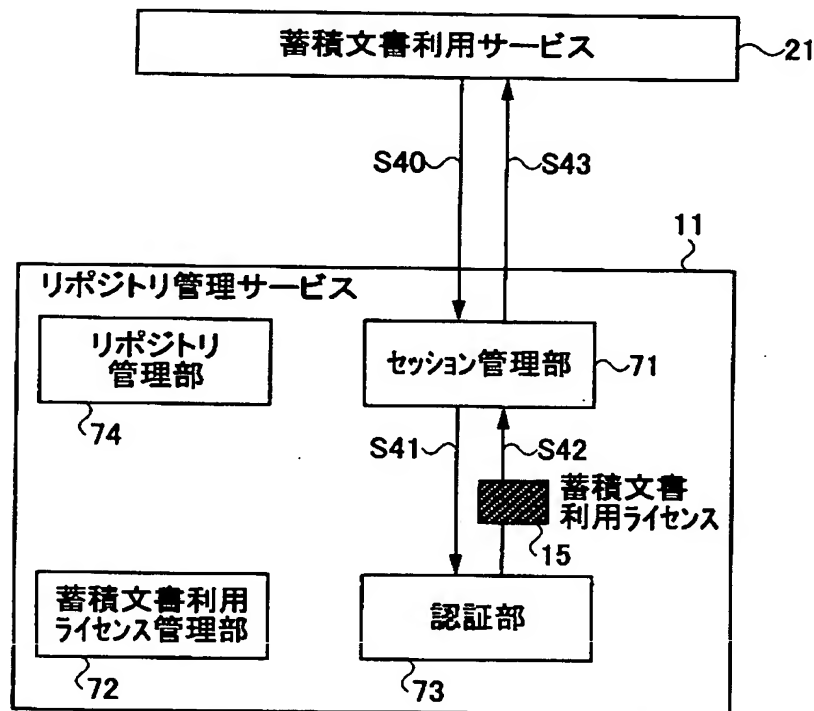 蓄積文書利用サービス
21
S40
S43
11
リポジトリ管理サービス
リポジトリ
管理部
74
セッション管理部
71
S41
S42
蓄積文書
利用ライセンス
15
蓄積文書利用
ライセンス管理部
72
認証部
73